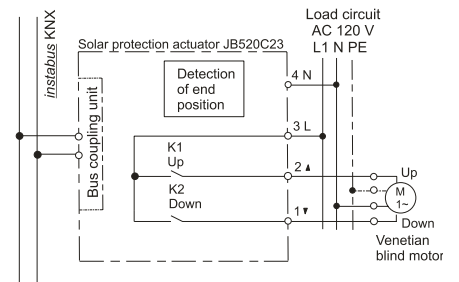 Load circuit
AC 120 V
L1 N PE
instabus KNX
Solar protection actuator JB520C23
Detection
of end
position
4 N
Bus coupling unit
3 L
K1
Up
2 ▲
Up
K2
Down
M
1~
1 ▼
Down
Venetian
blind motor